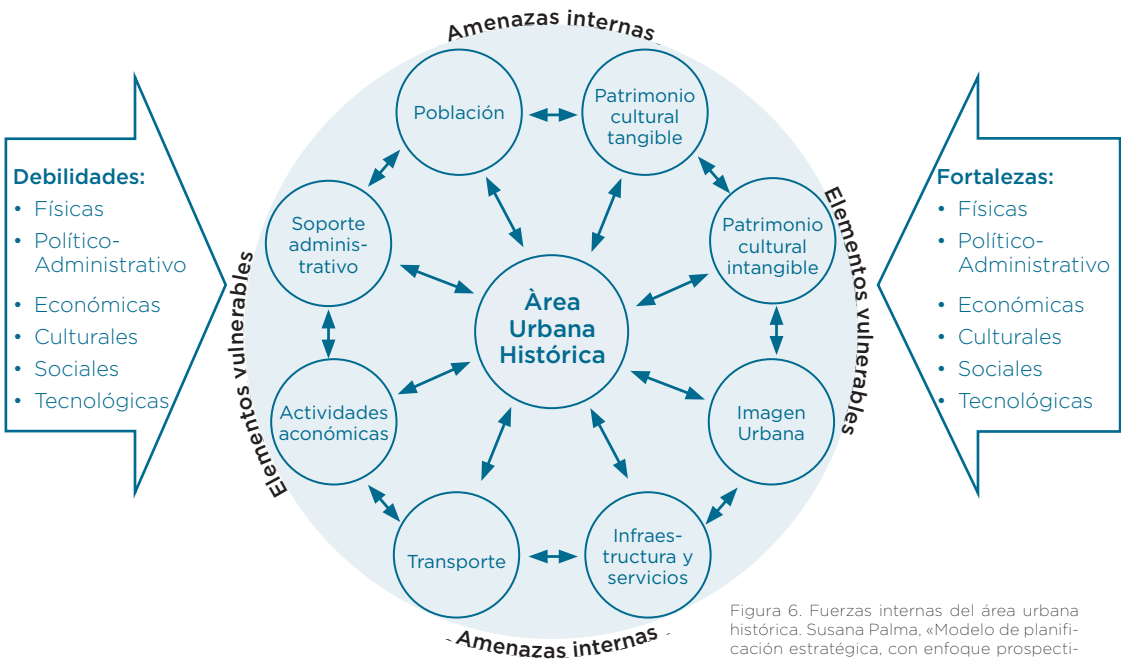 Amenazas internas
Debilidades:
• Físicas
• Político-
Administrativo
• Económicas
• Culturales
• Sociales
• Tecnológicas
Elementos vulnerables
Población
Patrimonio
cultural
tangible
Soporte
adminis-
trativo
Patrimonio
cultural
intangible
Àrea
Urbana
Histórica
Actividades
aconómicas
Imagen
Urbana
Transporte
Infraes-
tructura y
servicios
Elementos vulnerables
Amenazas internas
Fortalezas:
• Físicas
• Político-
Administrativo
• Económicas
• Culturales
• Sociales
• Tecnológicas
Figura 6. Fuerzas internas del área urbana
histórica. Susana Palma, «Modelo de planifi-
cación estratégica, con enfoque prospecti-